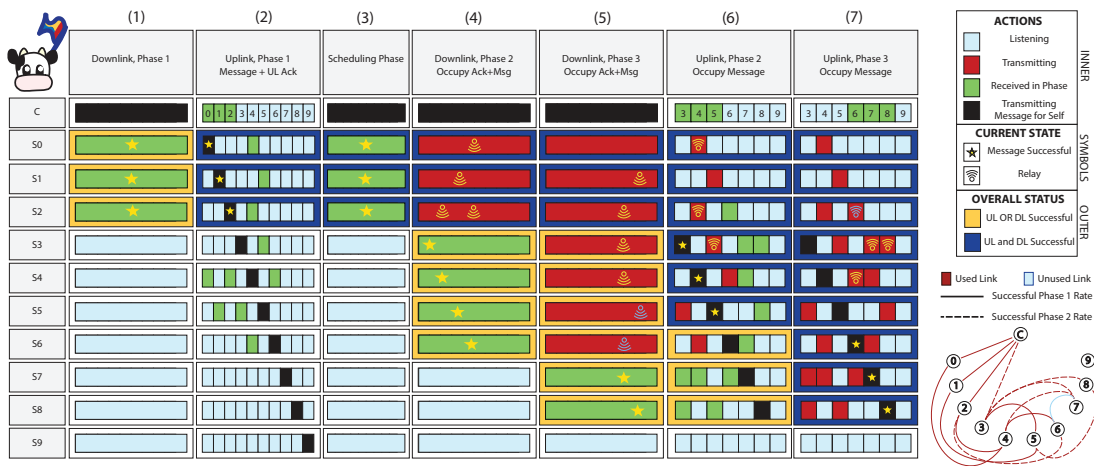 (1) (2) (3) (4) (5) (6) (7)
Downlink, Phase 1
Uplink, Phase 1
Message + UL Ack
Scheduling Phase
Downlink, Phase 2
Occupy Ack+Msg
Downlink, Phase 3
Occupy Ack+Msg
Uplink, Phase 2
Occupy Message
Uplink, Phase 3
Occupy Message
C
0 1 2 3 4 5 6 7 8 9
3 4 5 6 7 8 9
3 4 5 6 7 8 9
S0
S1
S2
S3
S4
S5
S6
S7
S8
S9
ACTIONS
Listening
Transmitting
Received in Phase
Transmitting
Message for Self
INNER
CURRENT STATE
Message Successful
Relay
SYMBOLS
OVERALL STATUS
UL OR DL Successful
UL and DL Successful
OUTER
Used Link
Unused Link
Successful Phase 1 Rate
Successful Phase 2 Rate
C
0
1
2
3
4
5
6
7
8
9